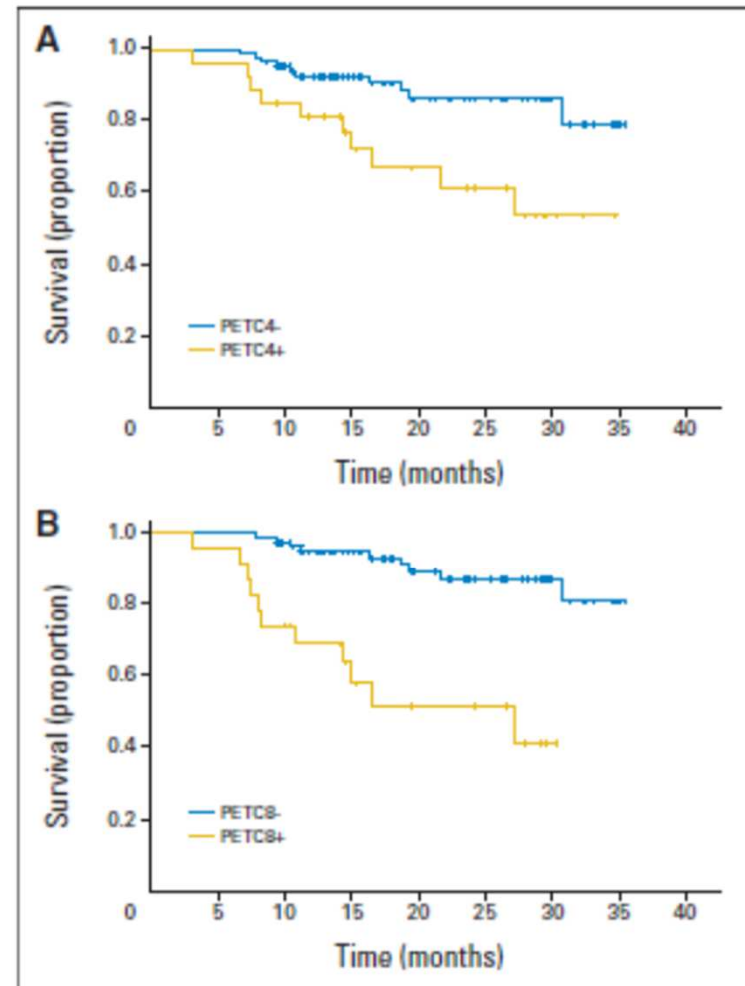 A
1.0
0.8
0.6
0.4
0.2
Survival (proportion)
PETC4-
PETC4+
0 5 10 15 20 25 30 35 40
Time (months)
B
1.0
0.8
0.6
0.4
0.2
Survival (proportion)
PETC8-
PETC8+
0 5 10 15 20 25 30 35 40
Time (months)